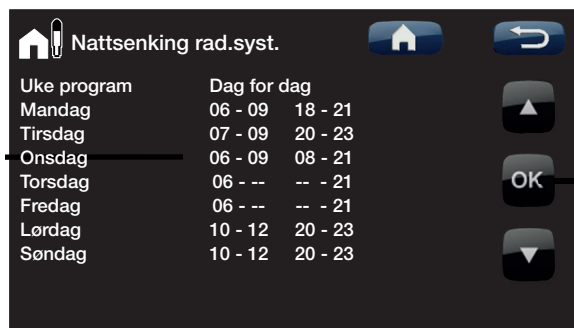 Nattsenking rad.syst.
Uke program Dag for dag
Mandag 06 - 09 18 - 21
Tirsdag 07 - 09 20 - 23
Onsdag 06 - 09 08 - 21
Torsdag 06 - -- -- - 21
Fredag 06 - -- -- - 21
Lørdag 10 - 12 20 - 23
Søndag 10 - 12 20 - 23
OK